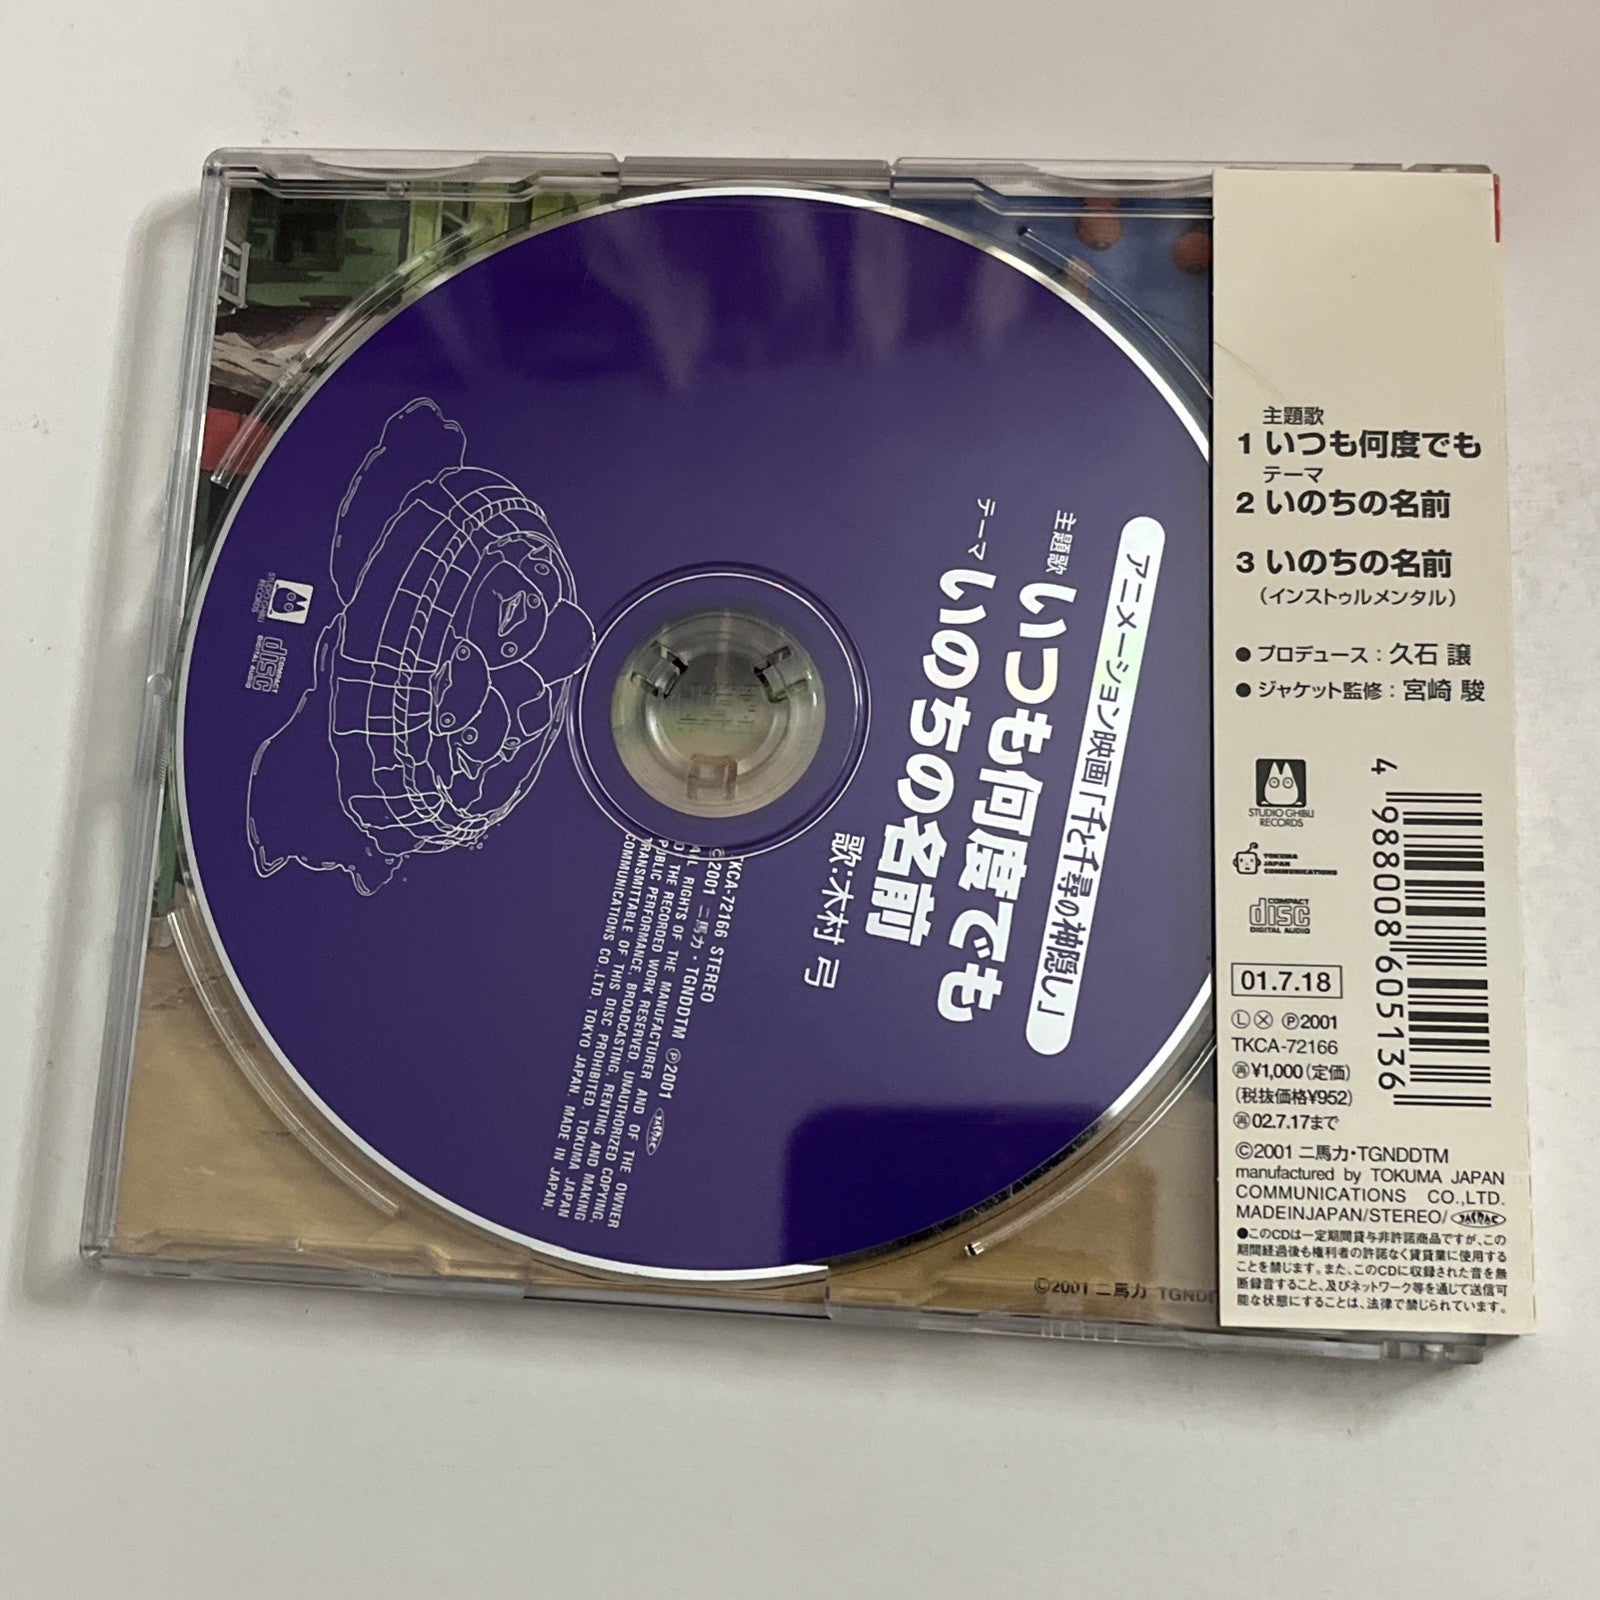 アニメーション映画「千と千尋の神隠し」
主題歌
いつも何度でも
テーマ
いのちの名前
歌:木村 弓
TKCA-72166 STEREO
©2001 二馬力・TGNDDTM ℗2001
ALL RIGHTS OF THE MANUFACTURER AND OF THE OWNER
OF THE RECORDED WORK RESERVED. UNAUTHORIZED COPYING,
PUBLIC PERFORMANCE, BROADCASTING, RENTING AND MAKING
TRANSMITTABLE OF THIS DISC PROHIBITED. TOKUMA JAPAN
COMMUNICATIONS CO.,LTD. TOKYO JAPAN. MADE IN JAPAN.
STUDIO GHIBLI
RECORDS
COMPACT
disc
DIGITAL AUDIO
©2001 二馬力 TGND
主題歌
1 いつも何度でも
テーマ
2 いのちの名前
3 いのちの名前
(インストゥルメンタル)
● プロデュース : 久石 譲
● ジャケット監修 : 宮崎 駿
STUDIO GHIBLI
RECORDS
TOKUMA
JAPAN
COMMUNICATIONS
COMPACT
disc
DIGITAL AUDIO
4 988008 605136
01.7.18
Ⓛ Ⓧ ℗2001
TKCA-72166
㊢¥1,000(定価)
(税抜価格¥952)
㊢02.7.17まで
©2001 二馬力・TGNDDTM
manufactured by TOKUMA JAPAN
COMMUNICATIONS CO.,LTD.
MADEINJAPAN/STEREO/
●このCDは一定期間貸与非許諾商品ですが、この
期間経過後も権利者の許諾なく賃貸業に使用する
ことを禁じます。また、このCDに収録された音を無
断録音すること、及びネットワーク等を通じて送信可
能な状態にすることは、法律で禁じられています。